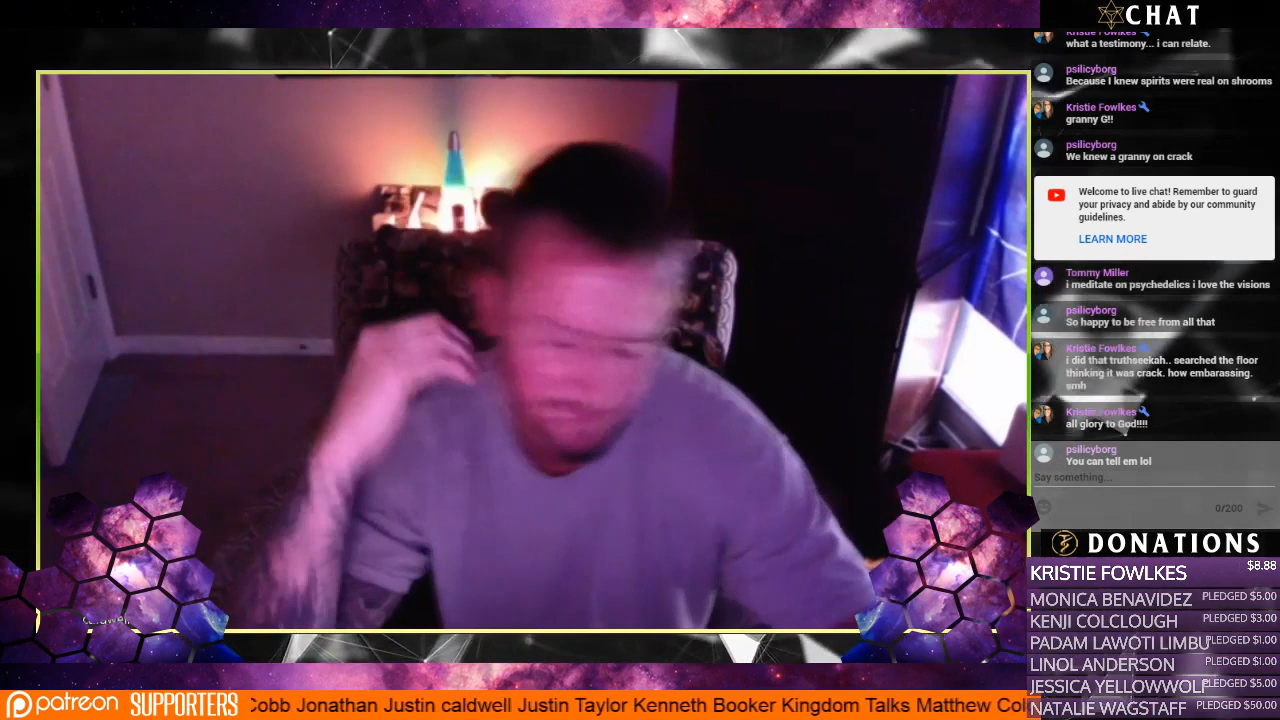 CHAT
Kristie Fowlkes
what a testimony... i can relate.
psilicyborg
Because I knew spirits were real on shrooms
Kristie Fowlkes
granny G!!
psilicyborg
We knew a granny on crack
Welcome to live chat! Remember to guard
your privacy and abide by our community
guidelines.
LEARN MORE
Tommy Miller
i meditate on psychedelics i love the visions
psilicyborg
So happy to be free from all that
Kristie Fowlkes
i did that truthseekah.. searched the floor
thinking it was crack. how embarassing.
smh
Kristie Fowlkes
all glory to God!!!!
psilicyborg
You can tell em lol
Say something...
0/200
DONATIONS
KRISTIE FOWLKES $8.88
MONICA BENAVIDEZ PLEDGED $5.00
KENJI COLCLOUGH PLEDGED $3.00
PADAM LAWOTI LIMBU PLEDGED $1.00
LINOL ANDERSON PLEDGED $1.00
JESSICA YELLOWWOLF PLEDGED $5.00
NATALIE WAGSTAFF PLEDGED $50.00
patreon SUPPORTERS Cobb Jonathan Justin caldwell Justin Taylor Kenneth Booker Kingdom Talks Matthew Col